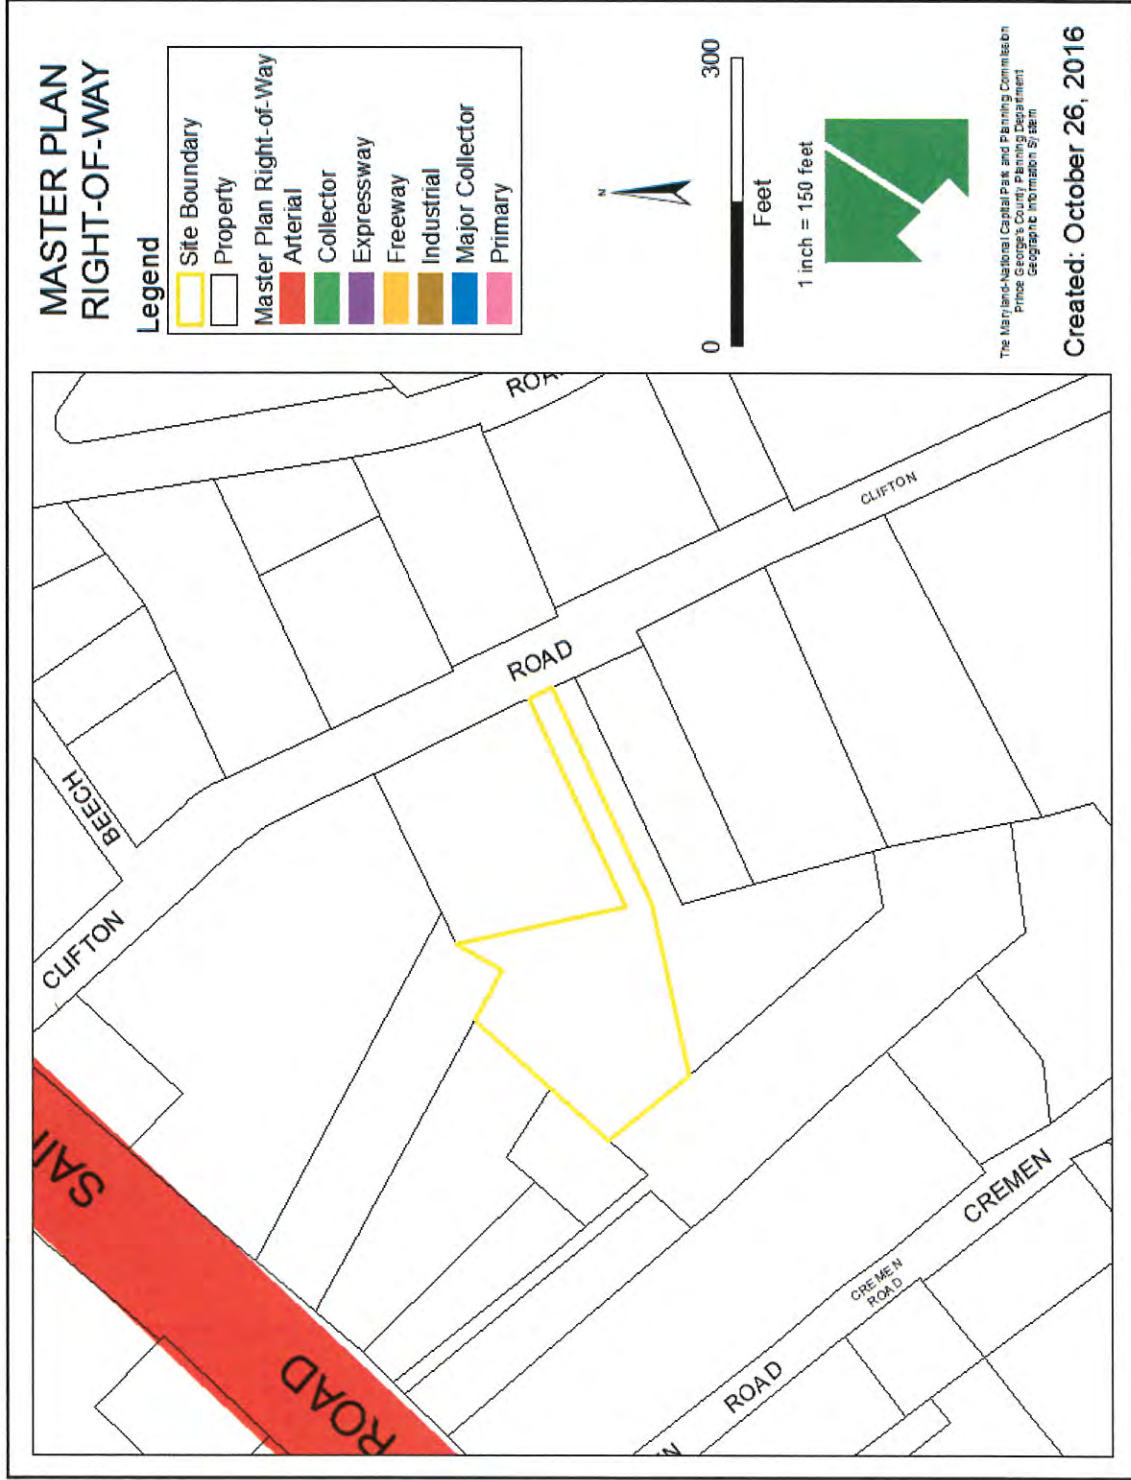 MASTER PLAN
RIGHT-OF-WAY
Legend
Site Boundary
Property
Master Plan Right-of-Way
Arterial
Collector
Expressway
Freeway
Industrial
Major Collector
Primary
N
0
300
Feet
1 inch = 150 feet
The Maryland-National Capital Park and Planning Commission
Prince George's County Planning Department
Geographic Information System
Created: October 26, 2016
SAI
ROAD
CLIFTON
BEECH
ROAD
ROA
CLIFTON
CREMEN
CREMEN
ROAD
ROAD